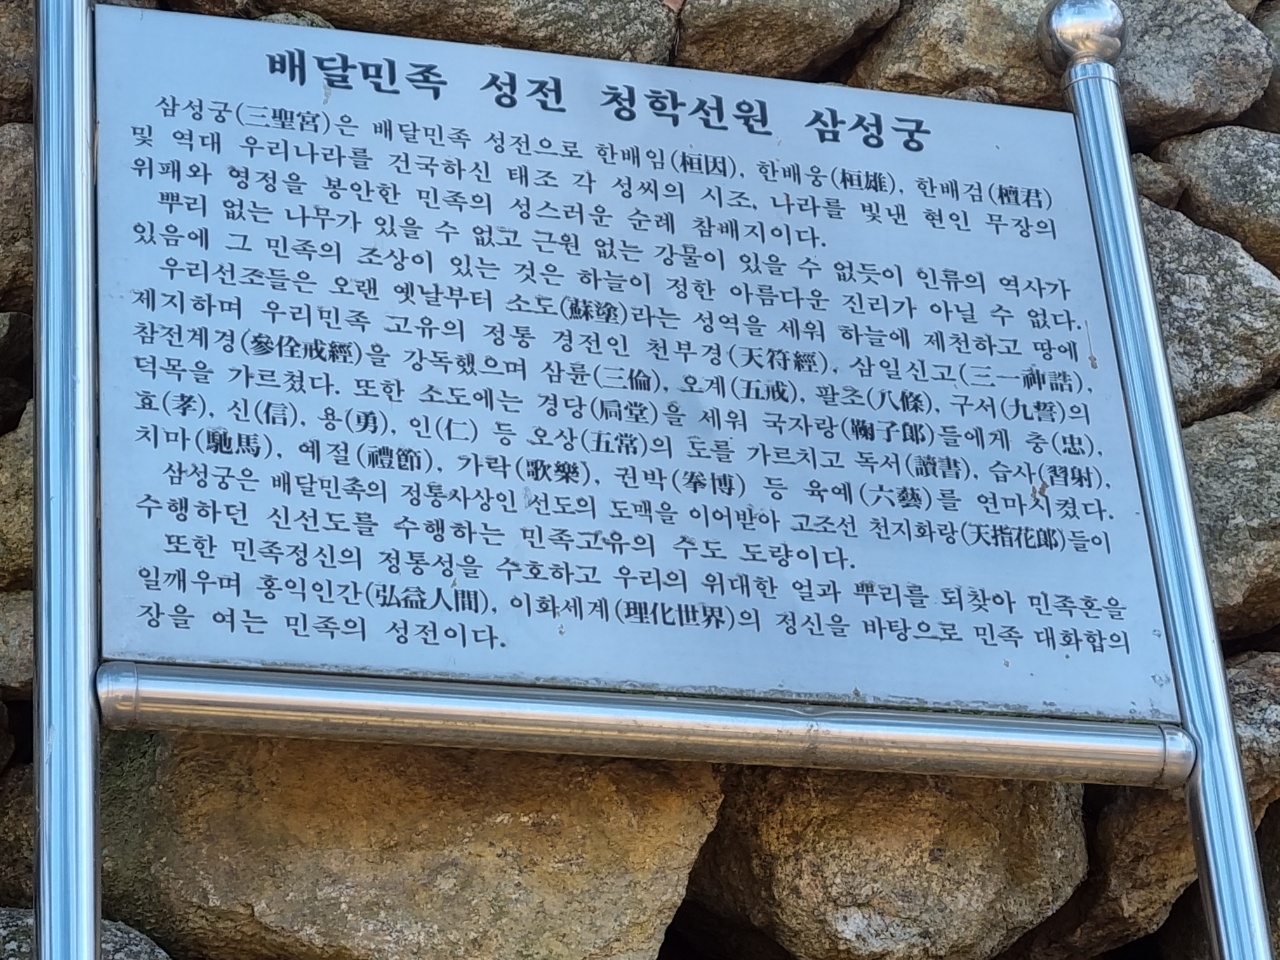 배달민족 성전 청학선원 삼성궁
삼성궁(三聖宮)은 배달민족 성전으로 한배임(桓因), 한배웅(桓雄), 한배검(檀君)
및 역대 우리나라를 건국하신 태조 각 성씨의 시조, 나라를 빛낸 현인 무장의
위패와 형정을 봉안한 민족의 성스러운 순례 참배지이다.
뿌리 없는 나무가 있을 수 없고 근원 없는 강물이 있을 수 없듯이 인류의 역사가
있음에 그 민족의 조상이 있는 것은 하늘이 정한 아름다운 진리가 아닐 수 없다.
우리선조들은 오랜 옛날부터 소도(蘇塗)라는 성역을 세워 하늘에 제천하고 땅에
제지하며 우리민족 고유의 정통 경전인 천부경(天符經), 삼일신고(三一神誥),
참전계경(參佺戒經)을 강독했으며 삼륜(三倫), 오계(五戒), 팔조(八條), 구서(九誓)의
덕목을 가르쳤다. 또한 소도에는 경당(扃堂)을 세워 국자랑(鞠子郞)들에게 충(忠),
효(孝), 신(信), 용(勇), 인(仁) 등 오상(五常)의 도를 가르치고 독서(讀書), 습사(習射),
치마(馳馬), 예절(禮節), 가락(歌樂), 권박(拳博) 등 육예(六藝)를 연마시켰다.
삼성궁은 배달민족의 정통사상인 선도의 도맥을 이어받아 고조선 천지화랑(天指花郞)들이
수행하던 신선도를 수행하는 민족고유의 수도 도량이다.
또한 민족정신의 정통성을 수호하고 우리의 위대한 얼과 뿌리를 되찾아 민족혼을
일깨우며 홍익인간(弘益人間), 이화세계(理化世界)의 정신을 바탕으로 민족 대화합의
장을 여는 민족의 성전이다.